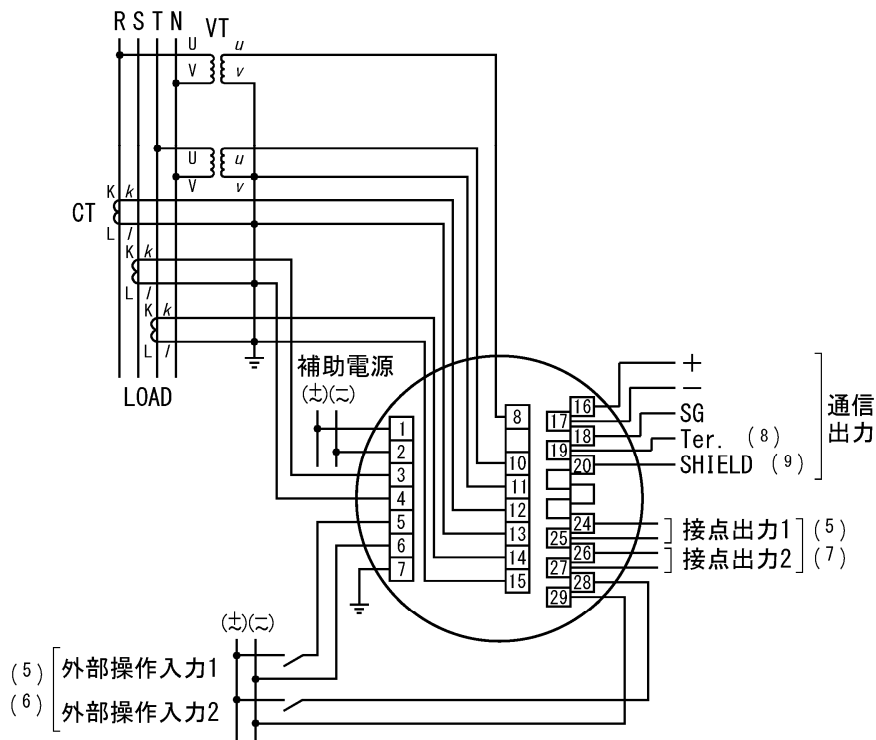 R S T N
VT
U u
V v
U u
V v
CT
K k
L l
K k
L l
K k
L l
LOAD
補助電源
(±)(−)
1
2
3
4
5
6
7
8
10
11
12
13
14
15
16
17
18
19
20
24
25
26
27
28
29
+
−
SG
Ter. (8)
SHIELD (9)
通信
出力
接点出力1 (5)
接点出力2 (7)
(±)(−)
(5) 外部操作入力1
(6) 外部操作入力2